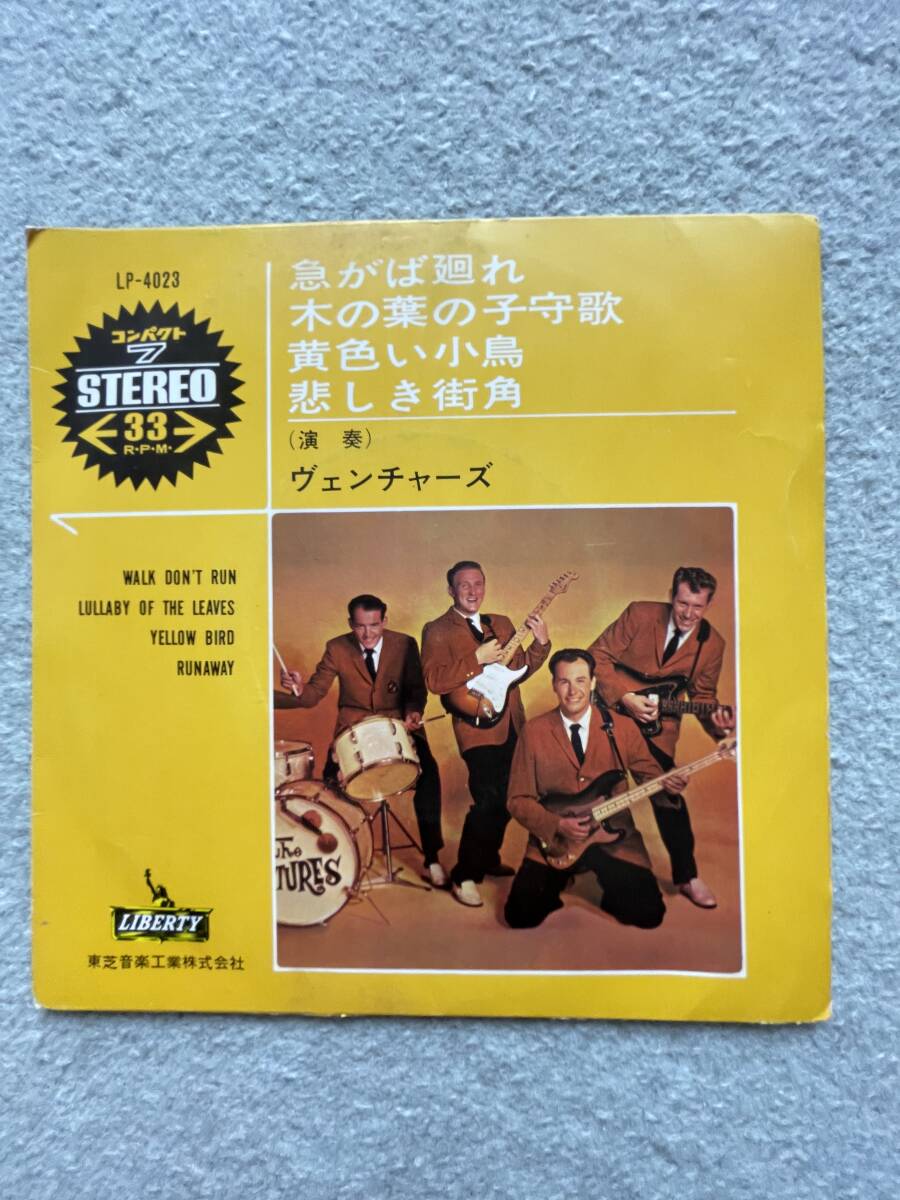 LP-4023
コンパクト
7
STEREO
33
R·P·M·
急がば廻れ
木の葉の子守歌
黄色い小鳥
悲しき街角
(演 奏)
ヴェンチャーズ
WALK DON'T RUN
LULLABY OF THE LEAVES
YELLOW BIRD
RUNAWAY
The
TURES
LIBERTY
東芝音楽工業株式会社